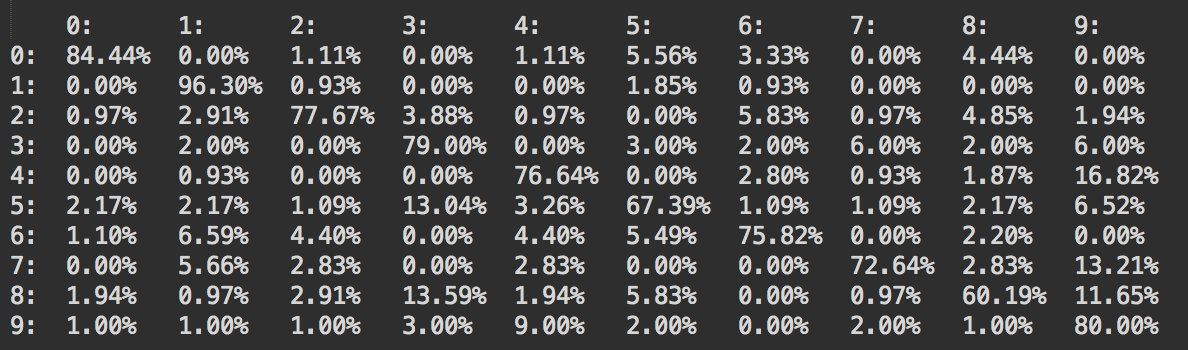 0: 1: 2: 3: 4: 5: 6: 7: 8: 9:
0: 84.44% 0.00% 1.11% 0.00% 1.11% 5.56% 3.33% 0.00% 4.44% 0.00%
1: 0.00% 96.30% 0.93% 0.00% 0.00% 1.85% 0.93% 0.00% 0.00% 0.00%
2: 0.97% 2.91% 77.67% 3.88% 0.97% 0.00% 5.83% 0.97% 4.85% 1.94%
3: 0.00% 2.00% 0.00% 79.00% 0.00% 3.00% 2.00% 6.00% 2.00% 6.00%
4: 0.00% 0.93% 0.00% 0.00% 76.64% 0.00% 2.80% 0.93% 1.87% 16.82%
5: 2.17% 2.17% 1.09% 13.04% 3.26% 67.39% 1.09% 1.09% 2.17% 6.52%
6: 1.10% 6.59% 4.40% 0.00% 4.40% 5.49% 75.82% 0.00% 2.20% 0.00%
7: 0.00% 5.66% 2.83% 0.00% 2.83% 0.00% 0.00% 72.64% 2.83% 13.21%
8: 1.94% 0.97% 2.91% 13.59% 1.94% 5.83% 0.00% 0.97% 60.19% 11.65%
9: 1.00% 1.00% 1.00% 3.00% 9.00% 2.00% 0.00% 2.00% 1.00% 80.00%